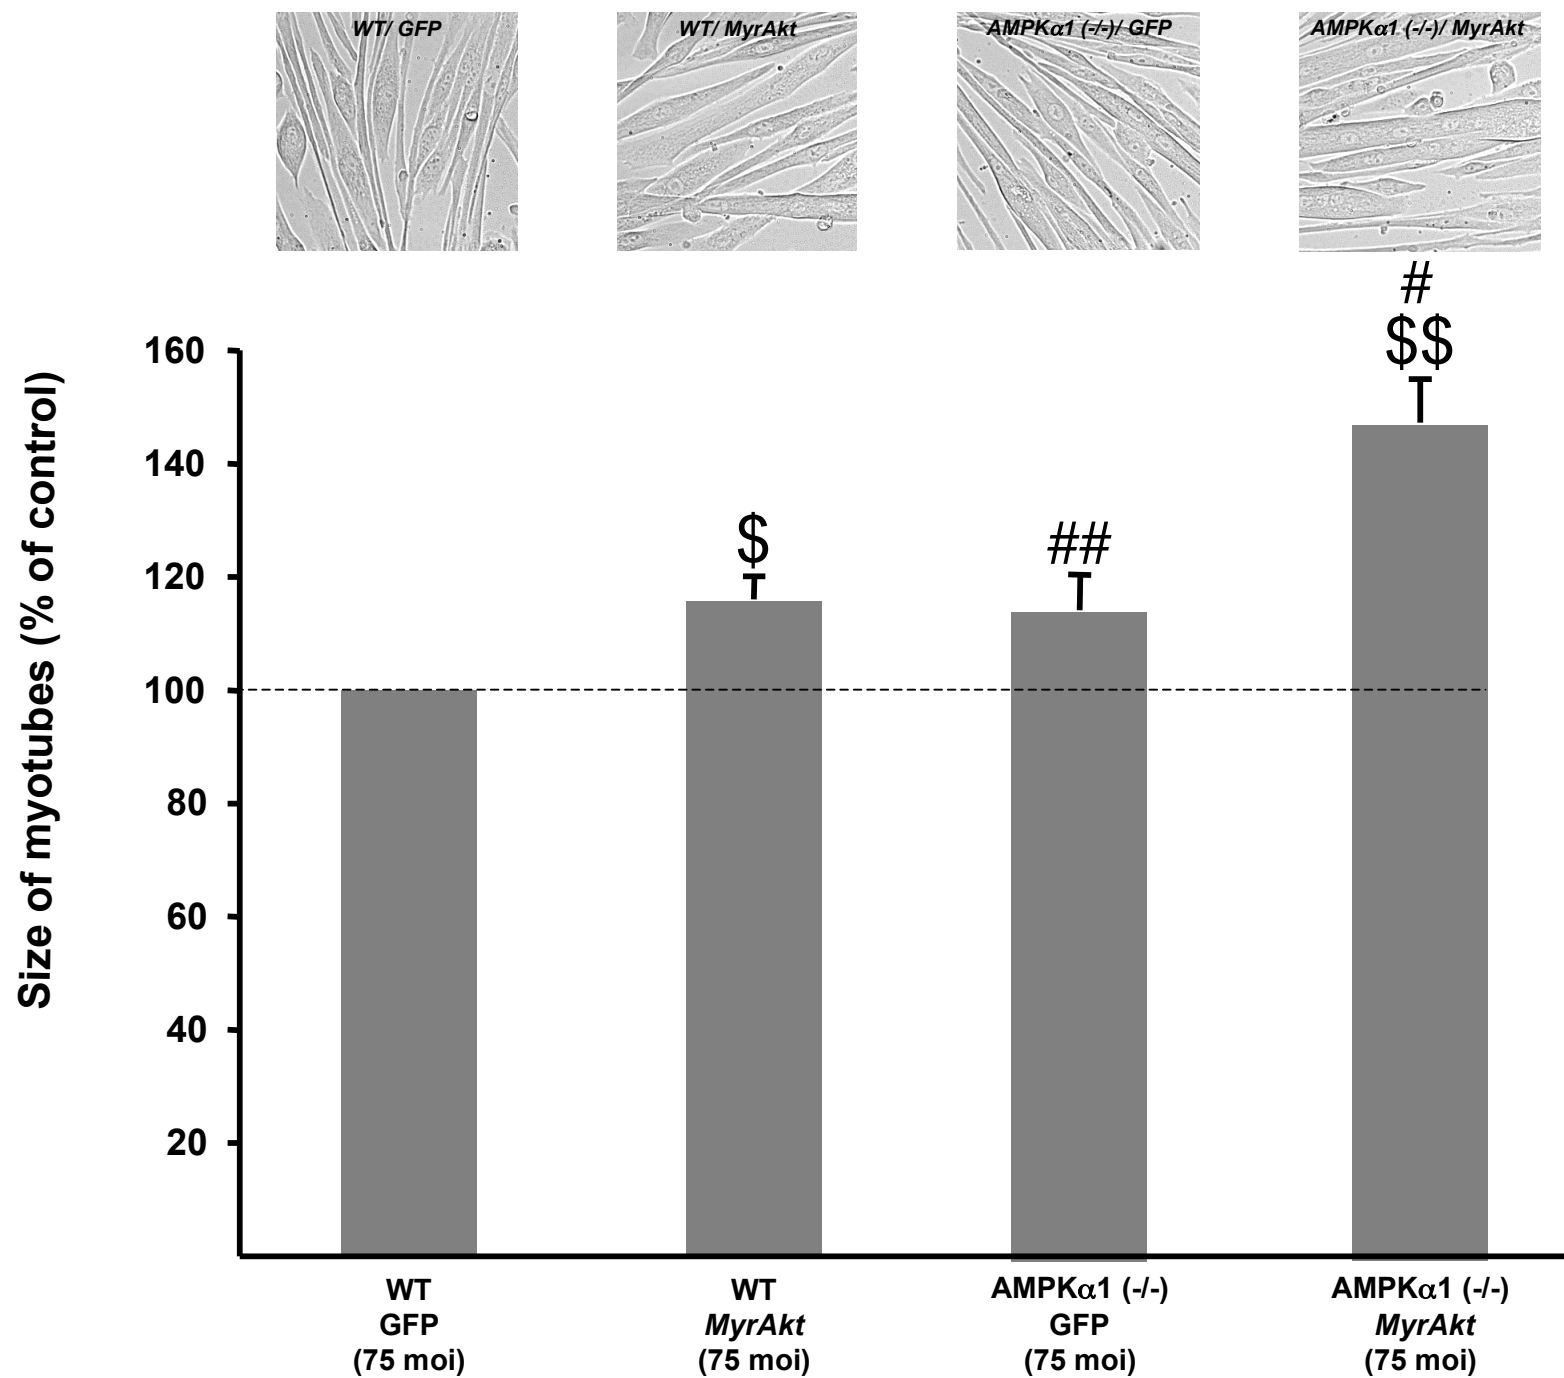 WT/ GFP
WT/ MyrAkt
AMPKα1 (-/-)/ GFP
AMPKα1 (-/-)/ MyrAkt
#
$$
$
##
Size of myotubes (% of control)
160
140
120
100
80
60
40
20
WT
GFP
(75 moi)
WT
MyrAkt
(75 moi)
AMPKα1 (-/-)
GFP
(75 moi)
AMPKα1 (-/-)
MyrAkt
(75 moi)